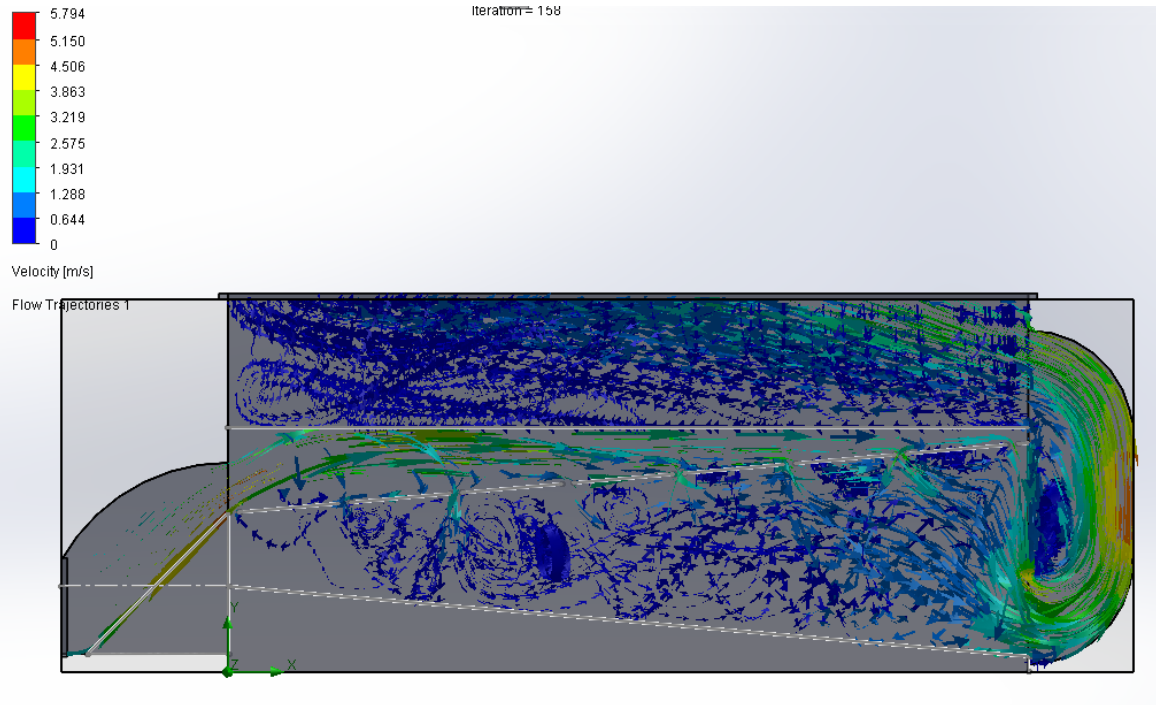 5.794
5.150
4.506
3.863
3.219
2.575
1.931
1.288
0.644
0
Velocity [m/s]
Flow Trajectories 1
Iteration = 158
Y
Z
X